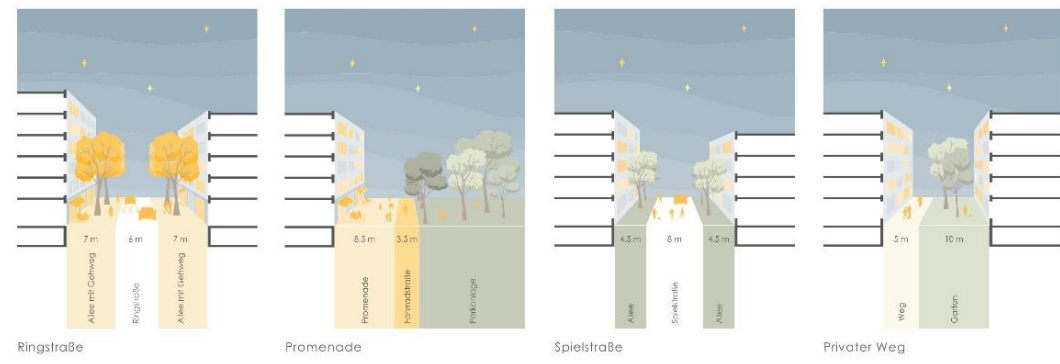 7 m 6 m 7 m
Allee mit Gehweg
Ringstraße
Allee mit Gehweg
Ringstraße
8.5 m 3.5 m
Promenade
Fahrradstraße
Parkanlage
Promenade
4.5 m 8 m 4.5 m
Allee
Spielstraße
Allee
Spielstraße
5 m 10 m
Weg
Garten
Privater Weg